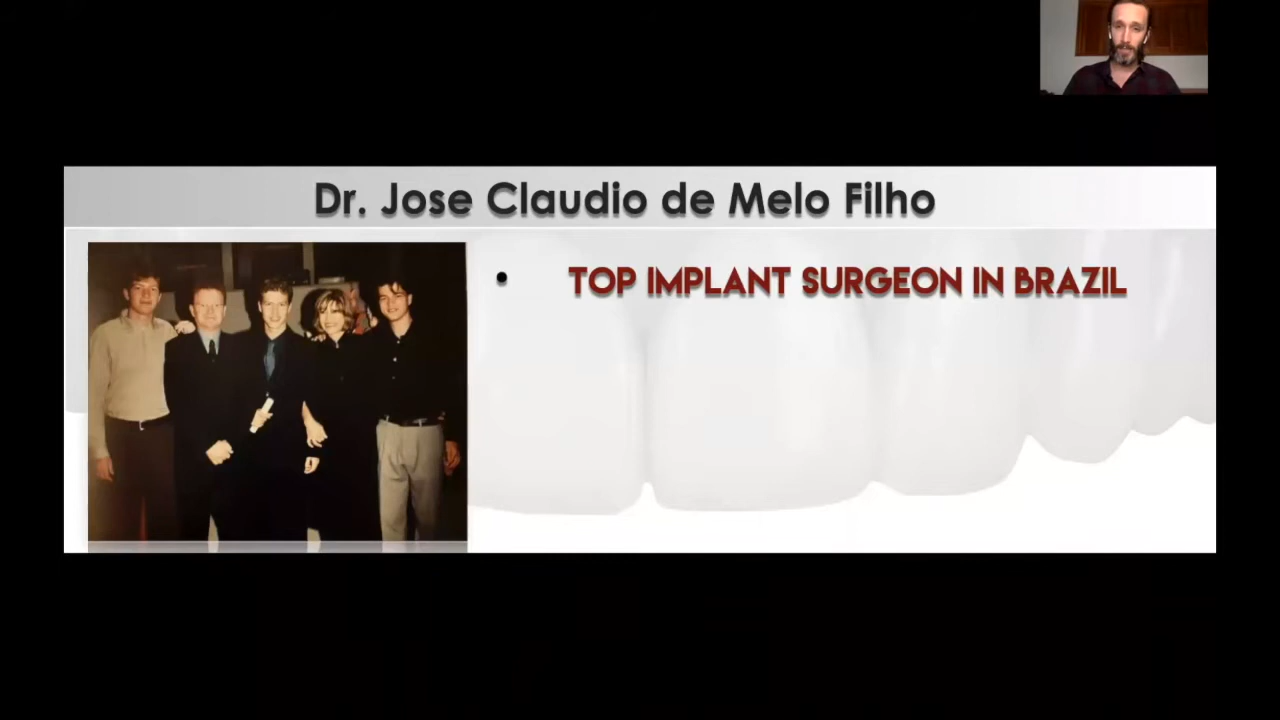 Dr. Jose Claudio de Melo Filho
• TOP IMPLANT SURGEON IN BRAZIL